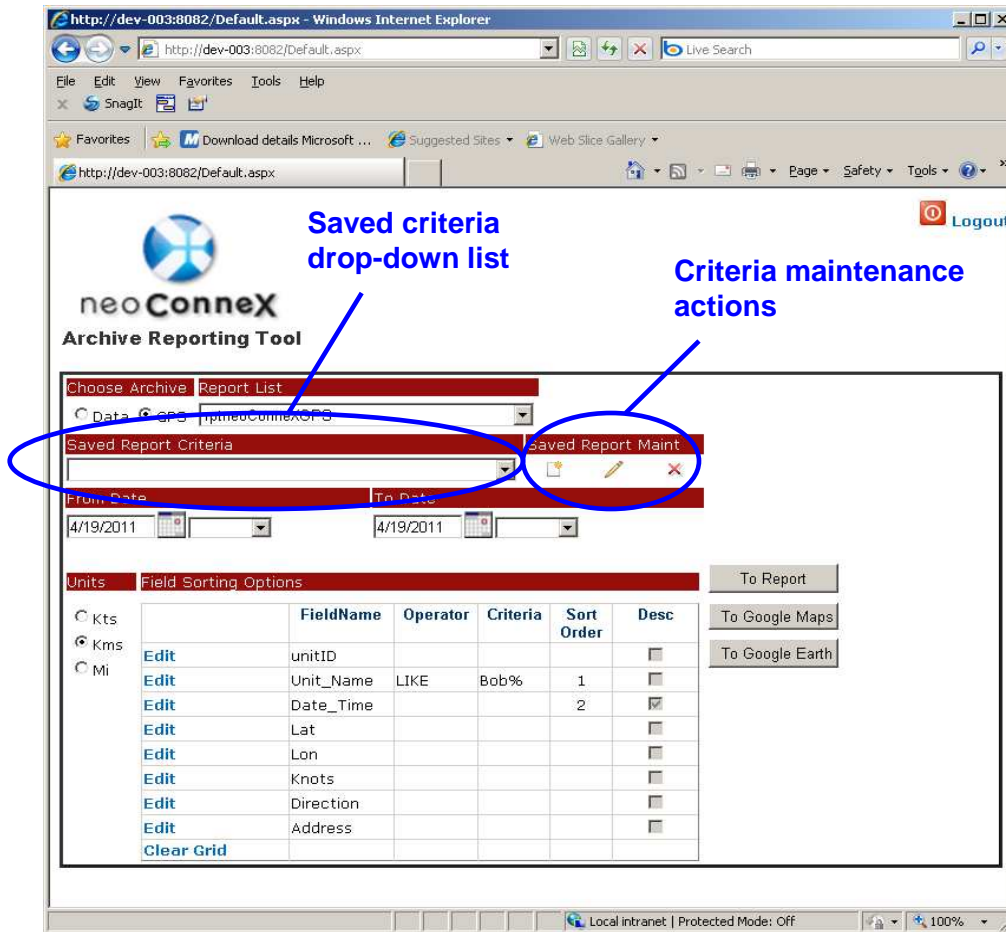 http://dev-003:8082/Default.aspx - Windows Internet Explorer
http://dev-003:8082/Default.aspx
Live Search
File Edit View Favorites Tools Help
SnagIt
Favorites Download details Microsoft ... Suggested Sites Web Slice Gallery
http://dev-003:8082/Default.aspx Page Safety Tools
Logout
Saved criteria
drop-down list
Criteria maintenance
actions
neoConneX
Archive Reporting Tool
Choose Archive Report List
Data GPS rptneoConneXGPS
Saved Report Criteria Saved Report Maint
From Date To Date
4/19/2011 4/19/2011
Units Field Sorting Options To Report
FieldName Operator Criteria Sort Order Desc
Kts To Google Maps
Kms To Google Earth
Mi
Edit unitID
Edit Unit_Name LIKE Bob% 1
Edit Date_Time 2
Edit Lat
Edit Lon
Edit Knots
Edit Direction
Edit Address
Clear Grid
Local intranet | Protected Mode: Off 100%